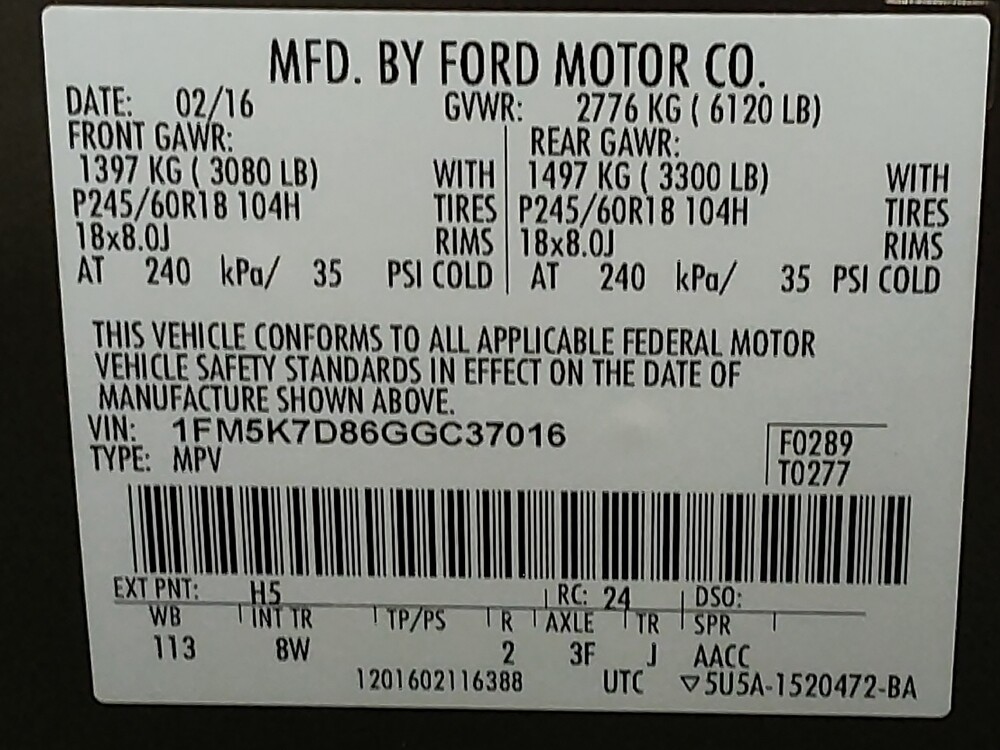 MFD. BY FORD MOTOR CO.
DATE: 02/16 GVWR: 2776 KG ( 6120 LB)
FRONT GAWR: REAR GAWR:
1397 KG ( 3080 LB) WITH 1497 KG ( 3300 LB) WITH
P245/60R18 104H TIRES P245/60R18 104H TIRES
18x8.0J RIMS 18x8.0J RIMS
AT 240 kPa/ 35 PSI COLD AT 240 kPa/ 35 PSI COLD
THIS VEHICLE CONFORMS TO ALL APPLICABLE FEDERAL MOTOR
VEHICLE SAFETY STANDARDS IN EFFECT ON THE DATE OF
MANUFACTURE SHOWN ABOVE.
VIN: 1FM5K7D86GGC37016
TYPE: MPV
F0289
T0277
EXT PNT: H5 RC: 24 DSO:
WB INT TR TP/PS R AXLE TR SPR
113 8W 2 3F J AACC
1201602116388 UTC ▽5U5A-1520472-BA